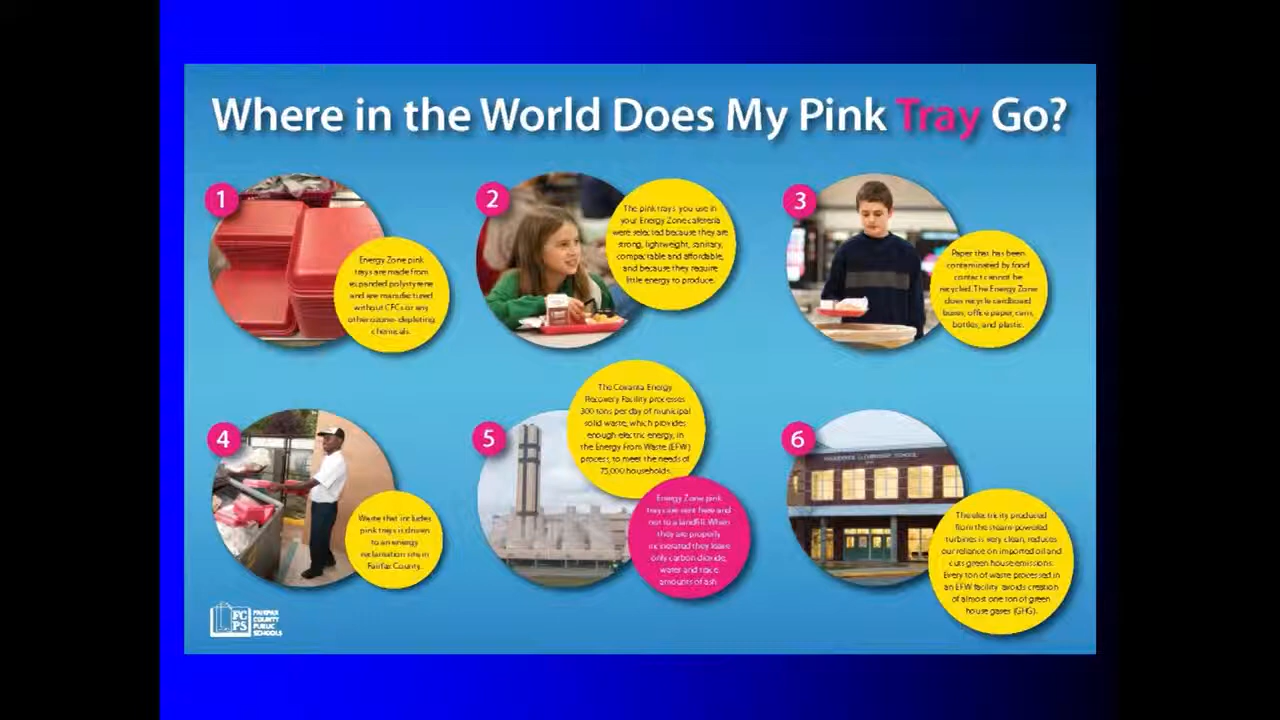 Where in the World Does My Pink Tray Go?
1
Energy Zone pink
trays are made from
expanded polystyrene
and are manufactured
without CFCs or any
other ozone-depleting
chemicals.
2
The pink trays you use in
your Energy Zone cafeteria
were selected because they are
strong, lightweight, sanitary,
compactable and affordable,
and because they require
little energy to produce.
3
Paper that has been
contaminated by food
contact cannot be
recycled. The Energy Zone
does recycle cardboard
boxes, office paper, cans,
bottles, and plastic.
4
Waste that includes
pink trays is driven
to an energy
reclamation site in
Fairfax County.
5
The Covanta Energy
Recovery Facility processes
300 tons per day of municipal
solid waste, which provides
enough electric energy, in
the Energy From Waste (EFW)
process, to meet the needs of
75,000 households.
Energy Zone pink
trays are sent here and
not to a landfill. When
they are properly
incinerated they leave
only carbon dioxide,
water and trace
amounts of ash.
6
ELEMENTARY SCHOOL
The electricity produced
from the steam-powered
turbines is very clean, reduces
our reliance on imported oil and
cuts green house emissions.
Every ton of waste processed in
an EFW facility avoids creation
of almost one ton of green
house gases (GHG).
FC
PS
FAIRFAX
COUNTY
PUBLIC
SCHOOLS